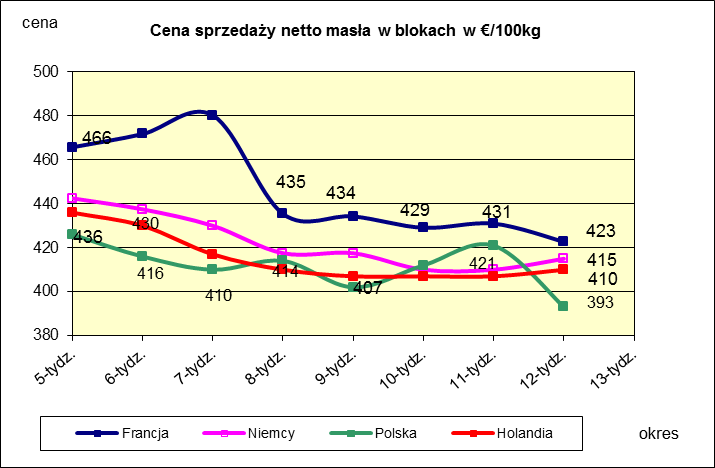 cena
Cena sprzedaży netto masła w blokach w €/100kg
500
480
460
440
420
400
380
466
435
434
429
431
423
430
436
416
410
414
407
421
415
410
393
5-tydz.
6-tydz.
7-tydz.
8-tydz.
9-tydz.
10-tydz.
11-tydz.
12-tydz.
13-tydz.
Francja
Niemcy
Polska
Holandia
okres